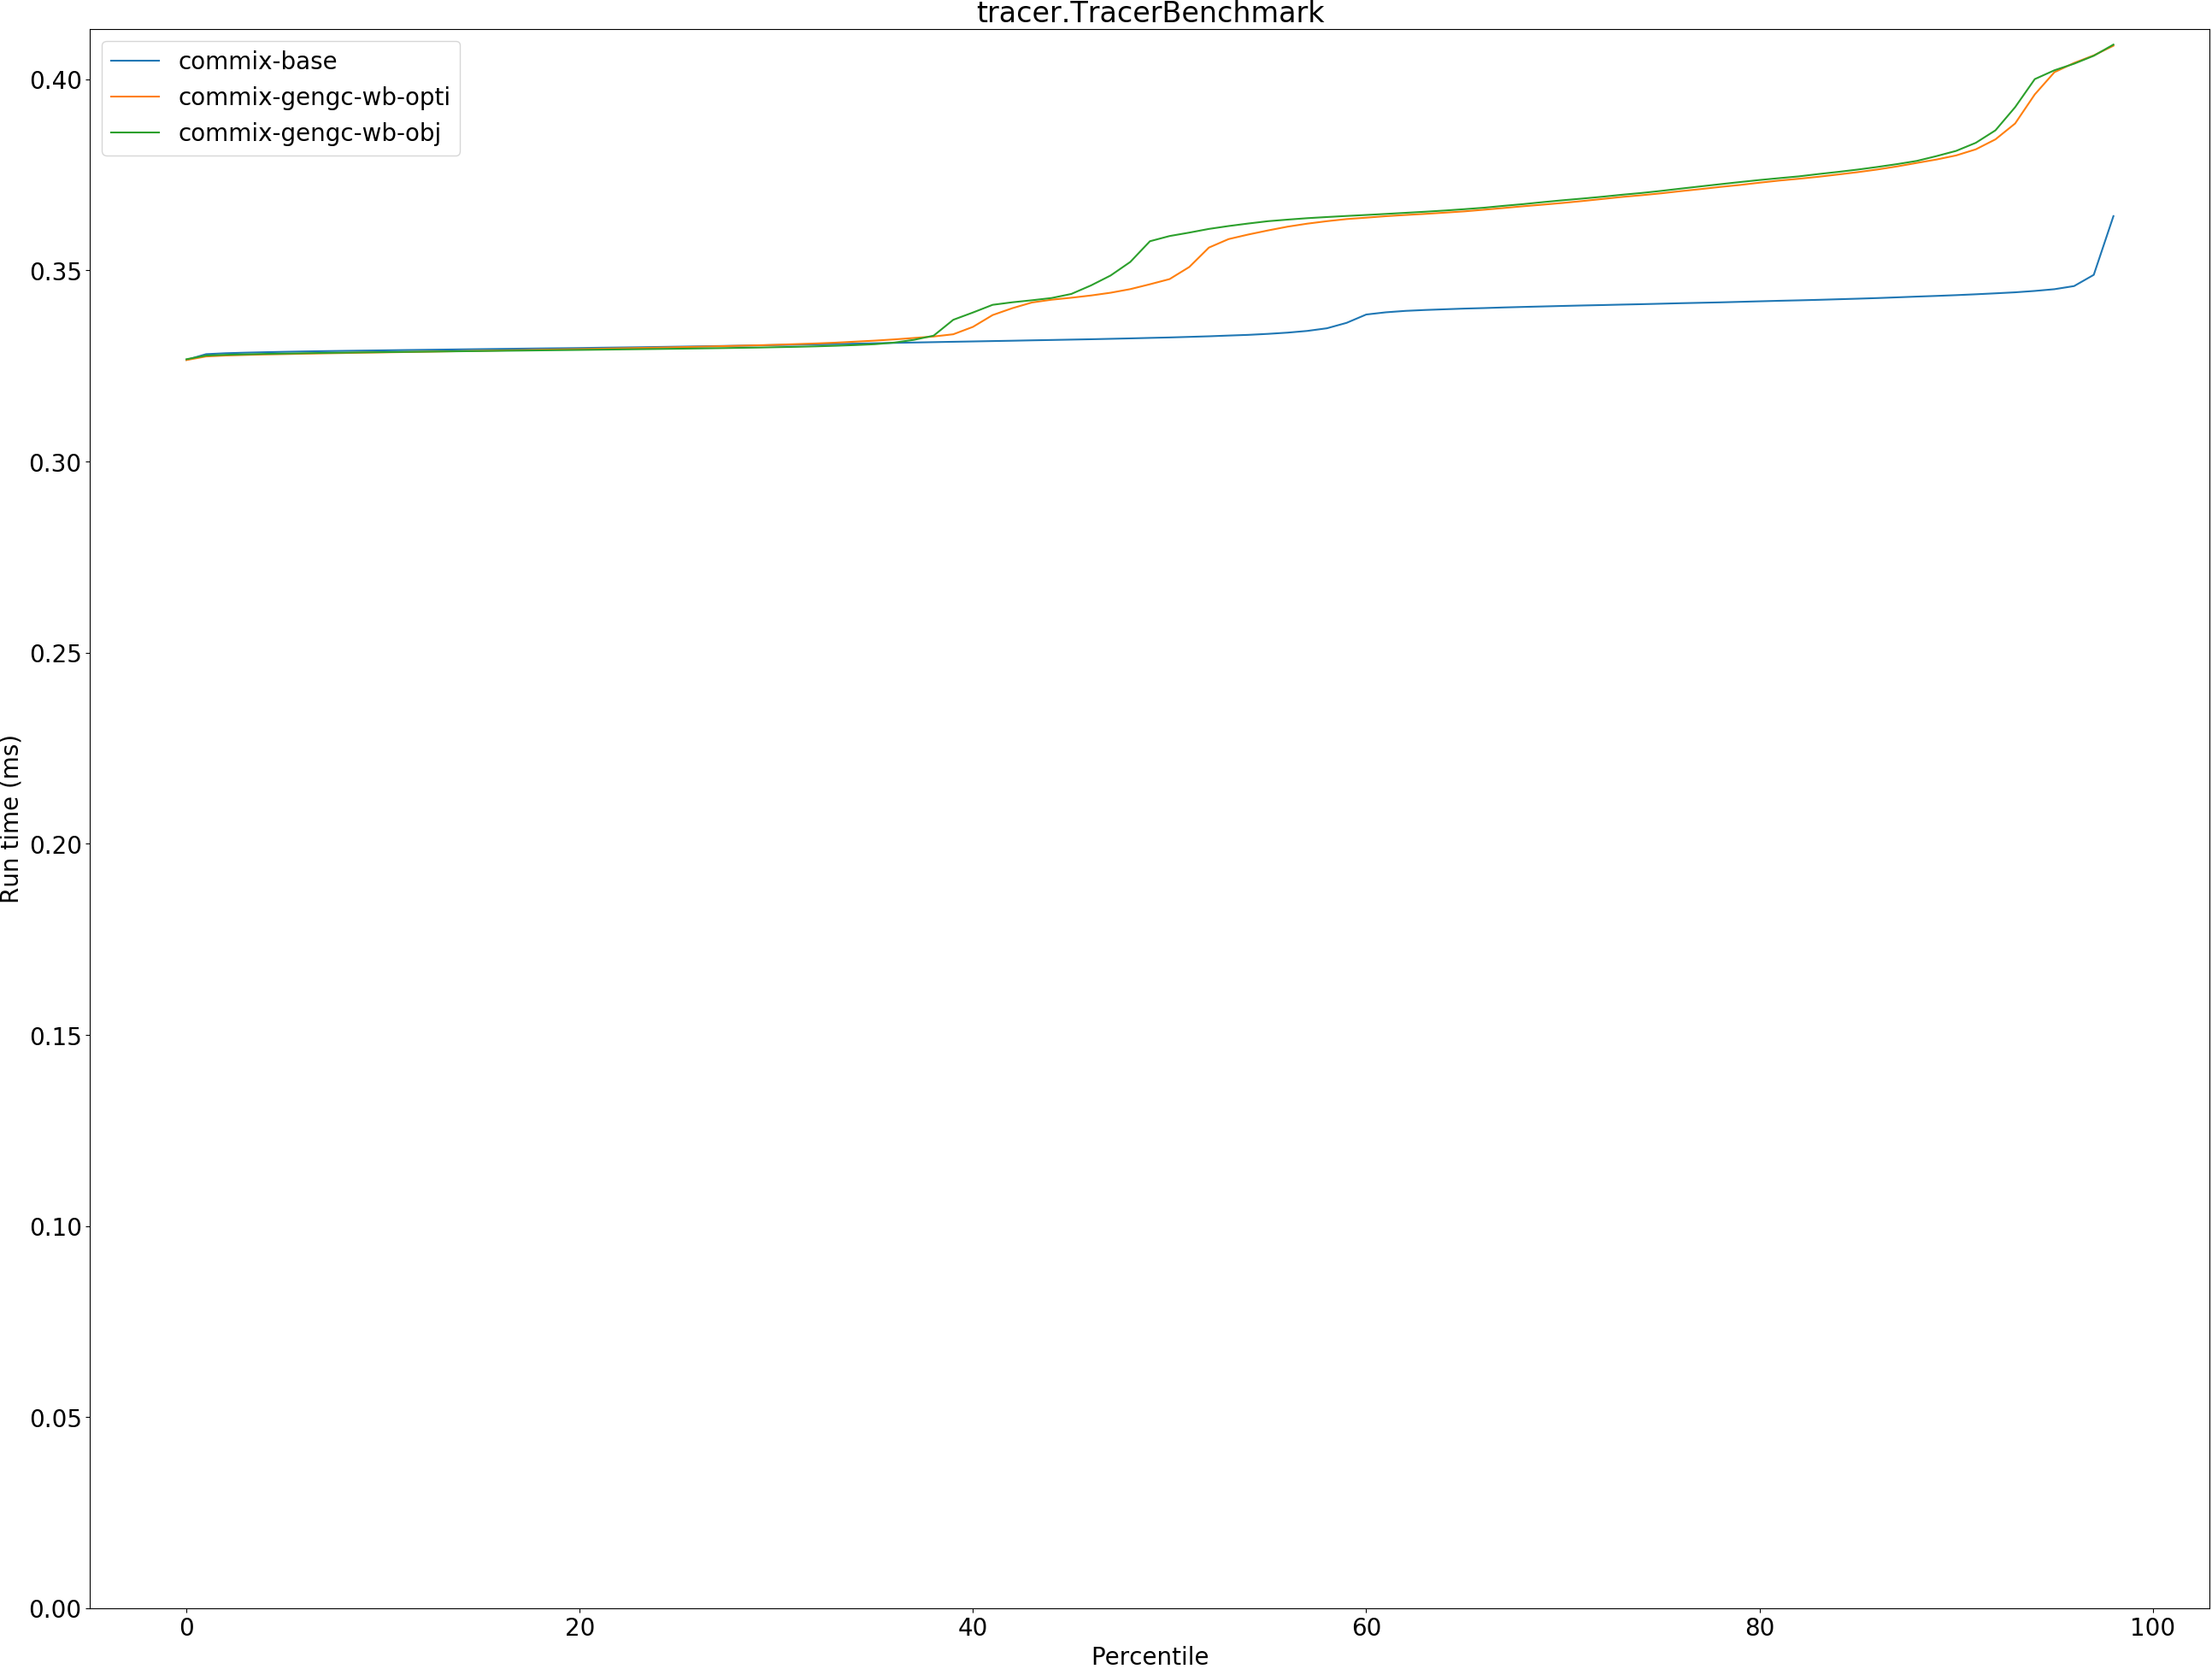 tracer.TracerBenchmark
commix-base
commix-gengc-wb-opti
commix-gengc-wb-obj
0.40
0.35
0.30
0.25
0.20
0.15
0.10
0.05
0.00
Run time (ms)
0 20 40 60 80 100
Percentile